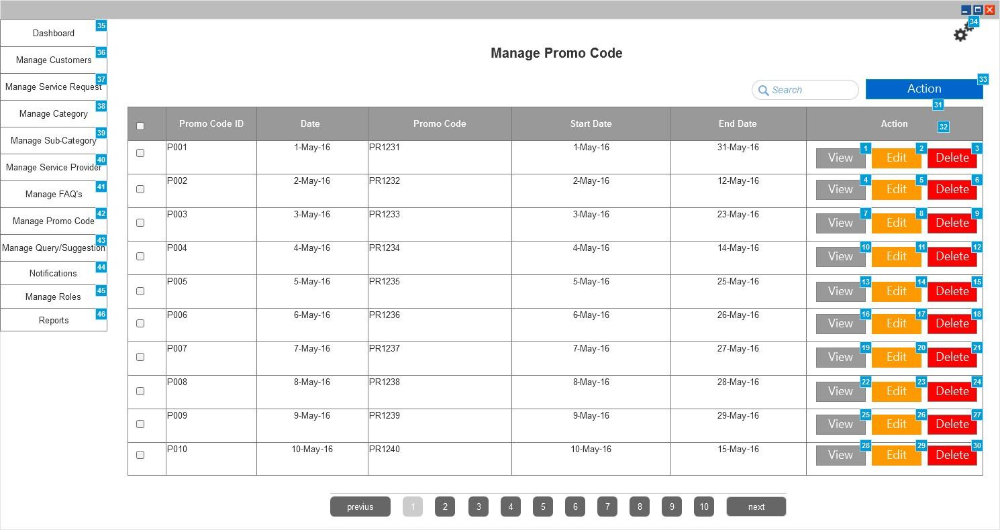 35
Dashboard
34
36
Manage Customers
Manage Promo Code
37
Manage Service Request
Search
Action
33
38
Manage Category
31
Promo Code ID Date Promo Code Start Date End Date Action
32
39
Manage Sub-Category
P001 1-May-16 PR1231 1-May-16 31-May-16
View 1 Edit 2 Delete 3
40
Manage Service Provider
P002 2-May-16 PR1232 2-May-16 12-May-16
View 4 Edit 5 Delete 6
41
Manage FAQ's
P003 3-May-16 PR1233 3-May-16 23-May-16
View 7 Edit 8 Delete 9
42
Manage Promo Code
P004 4-May-16 PR1234 4-May-16 14-May-16
View 10 Edit 11 Delete 12
43
Manage Query/Suggestion
44
Notifications
P005 5-May-16 PR1235 5-May-16 25-May-16
View 13 Edit 14 Delete 15
45
Manage Roles
P006 6-May-16 PR1236 6-May-16 26-May-16
View 16 Edit 17 Delete 18
46
Reports
P007 7-May-16 PR1237 7-May-16 27-May-16
View 19 Edit 20 Delete 21
P008 8-May-16 PR1238 8-May-16 28-May-16
View 22 Edit 23 Delete 24
P009 9-May-16 PR1239 9-May-16 29-May-16
View 25 Edit 26 Delete 27
P010 10-May-16 PR1240 10-May-16 15-May-16
View 28 Edit 29 Delete 30
previus 1 2 3 4 5 6 7 8 9 10 next